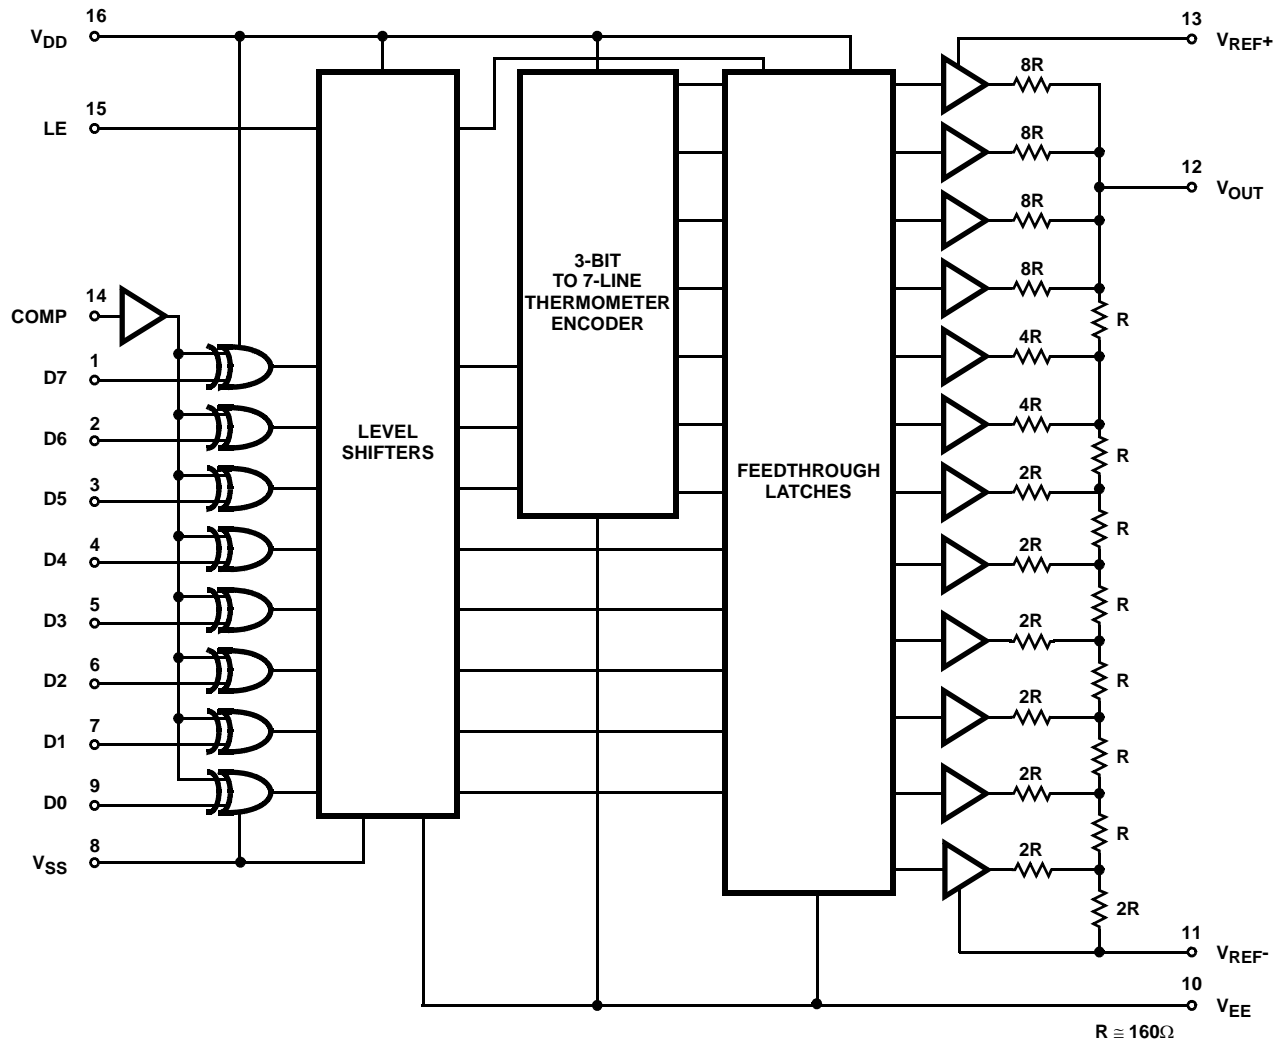 16
VDD
15
LE
14
COMP
1
D7
2
D6
3
D5
4
D4
5
D3
6
D2
7
D1
9
D0
8
VSS
LEVEL
SHIFTERS
3-BIT
TO 7-LINE
THERMOMETER
ENCODER
FEEDTHROUGH
LATCHES
8R
8R
8R
8R
4R
4R
2R
2R
2R
2R
2R
2R
R
R
R
R
R
R
R
2R
13
VREF+
12
VOUT
11
VREF-
10
VEE
R ≅ 160Ω